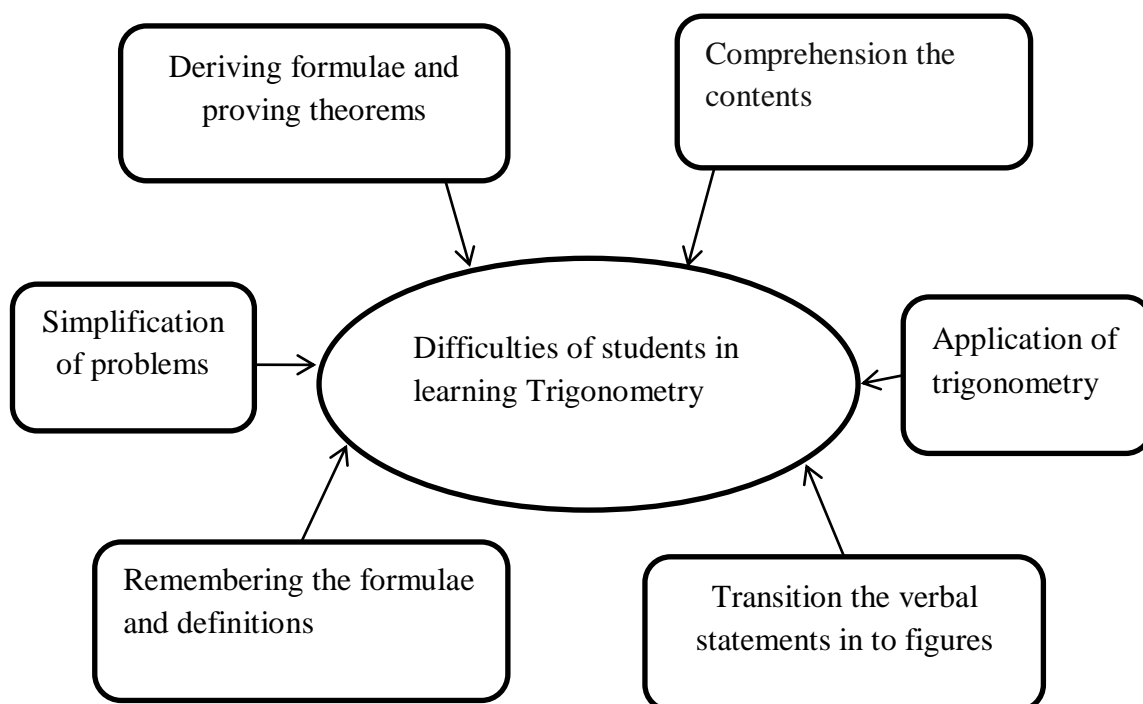 Deriving formulae and
proving theorems
Comprehension the
contents
Simplification
of problems
Difficulties of students in
learning Trigonometry
Application of
trigonometry
Remembering the formulae
and definitions
Transition the verbal
statements in to figures